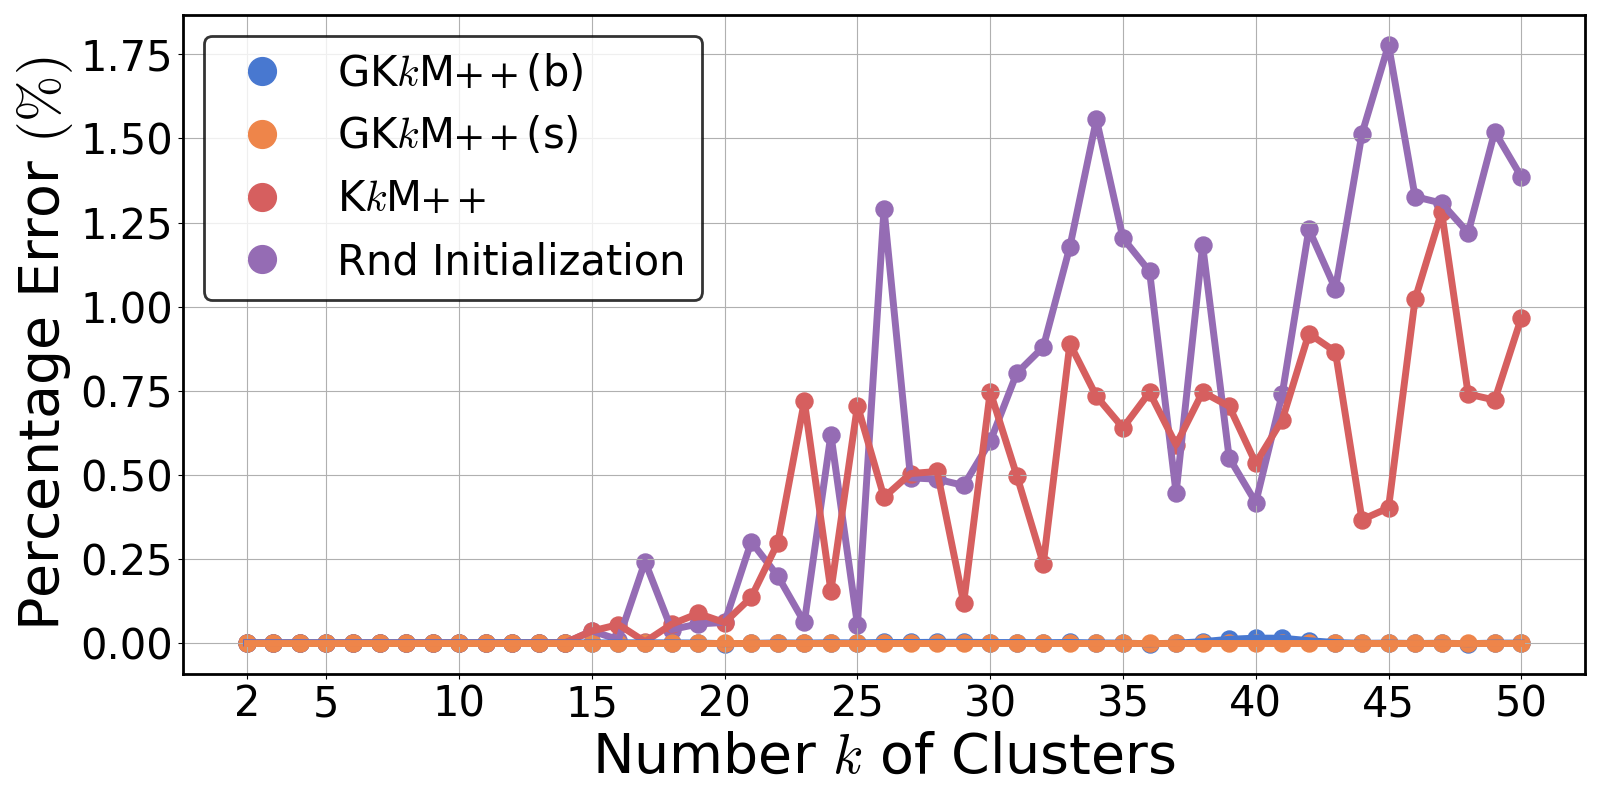 Percentage Error (%)
1.75
1.50
1.25
1.00
0.75
0.50
0.25
0.00
GKkM++(b)
GKkM++(s)
KkM++
Rnd Initialization
2 5 10 15 20 25 30 35 40 45 50
Number k of Clusters